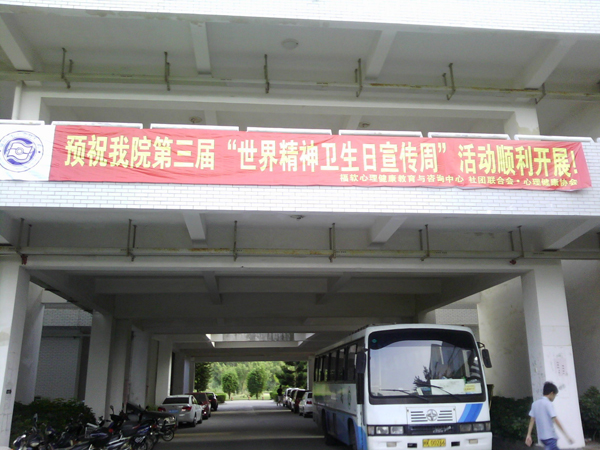 预祝我院第三届“世界精神卫生日宣传周”活动顺利开展！
福软心理健康教育与咨询中心 社团联合会·心理健康协会